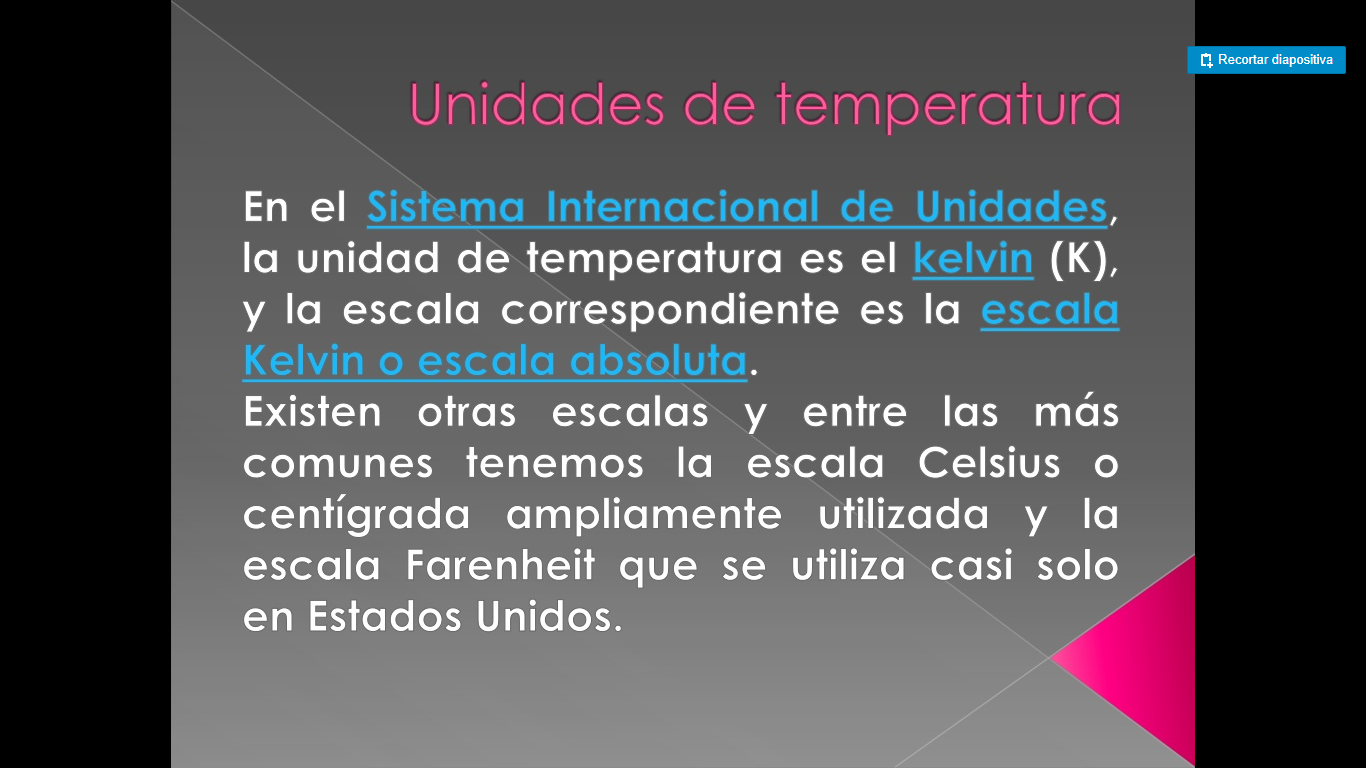 Recortar diapositiva
Unidades de temperatura
En el Sistema Internacional de Unidades,
la unidad de temperatura es el kelvin (K),
y la escala correspondiente es la escala
Kelvin o escala absoluta.
Existen otras escalas y entre las más
comunes tenemos la escala Celsius o
centígrada ampliamente utilizada y la
escala Farenheit que se utiliza casi solo
en Estados Unidos.